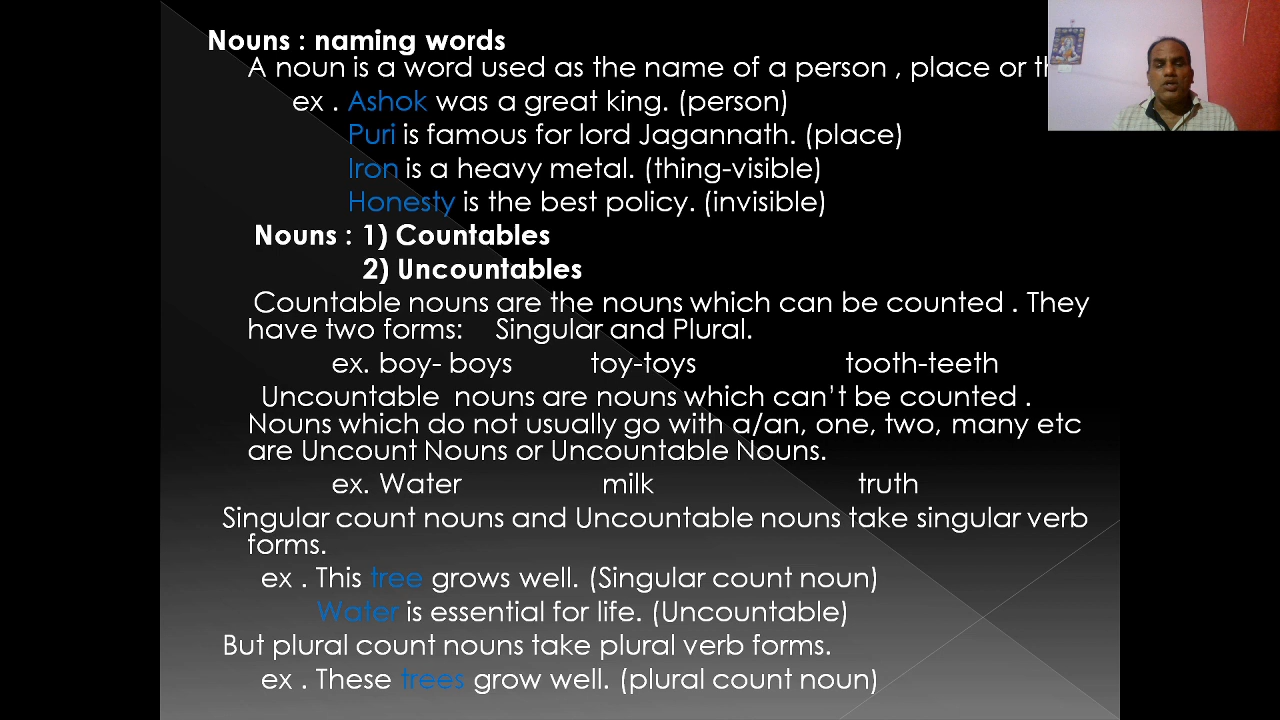 Nouns : naming words
A noun is a word used as the name of a person , place or
ex . Ashok was a great king. (person)
Puri is famous for lord Jagannath. (place)
Iron is a heavy metal. (thing-visible)
Honesty is the best policy. (invisible)
Nouns : 1) Countables
2) Uncountables
Countable nouns are the nouns which can be counted . They
have two forms: Singular and Plural.
ex. boy- boys toy-toys tooth-teeth
Uncountable nouns are nouns which can’t be counted .
Nouns which do not usually go with a/an, one, two, many etc
are Uncount Nouns or Uncountable Nouns.
ex. Water milk truth
Singular count nouns and Uncountable nouns take singular verb
forms.
ex . This tree grows well. (Singular count noun)
Water is essential for life. (Uncountable)
But plural count nouns take plural verb forms.
ex . These trees grow well. (plural count noun)